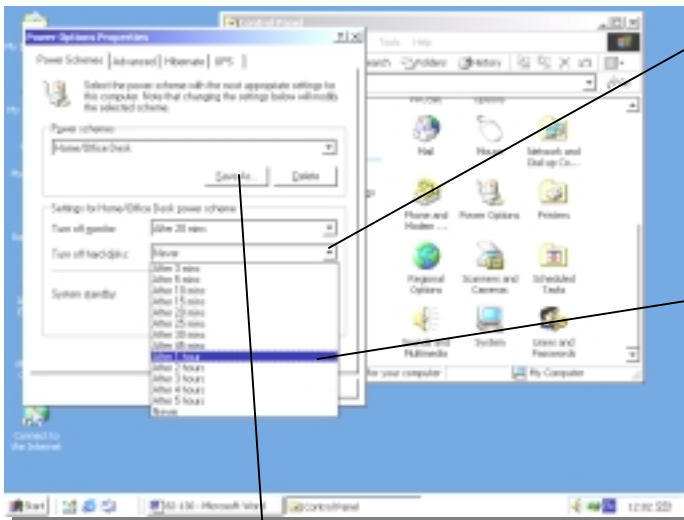 Control Panel
Power Options Properties
Tools Help
Power Schemes Advanced Hibernate UPS
Search Folders History
Select the power scheme with the most appropriate settings for
this computer. Note that changing the settings below will modify
the selected scheme.
Power schemes
Home/Office Desk
Save As... Delete
Settings for Home/Office Desk power scheme
Turn off monitor: After 20 mins
Turn off hard disks: Never
System standby:
After 3 mins
After 5 mins
After 10 mins
After 15 mins
After 20 mins
After 25 mins
After 30 mins
After 45 mins
After 1 hour
After 2 hours
After 3 hours
After 4 hours
After 5 hours
Never
Options
Mail
Mouse
Network and
Dial-up Co...
Phone and
Modem ...
Power Options
Printers
Regional
Options
Scanners and
Cameras
Scheduled
Tasks
Sounds and
Multimedia
System
Users and
Passwords
for your computer
My Computer
Connect to
the Internet
Start
Microsoft Word
Control Panel